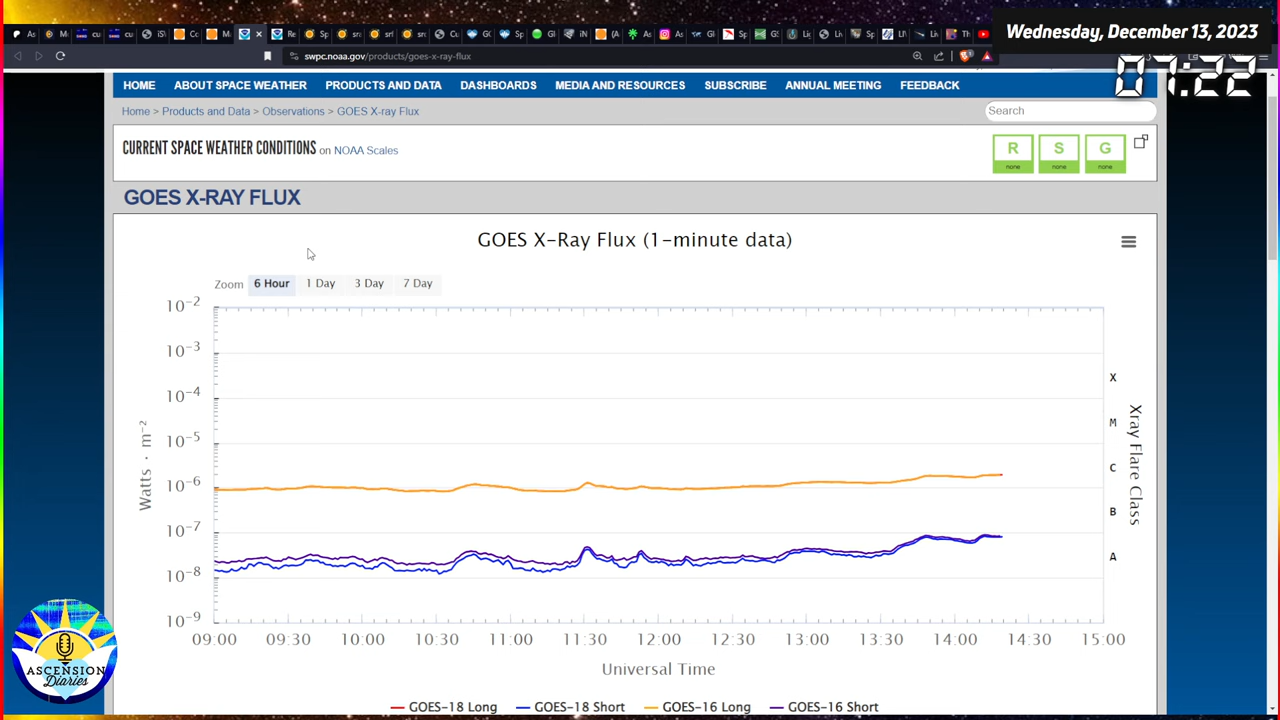 Wednesday, December 13, 2023
07:22
swpc.noaa.gov/products/goes-x-ray-flux
HOME ABOUT SPACE WEATHER PRODUCTS AND DATA DASHBOARDS MEDIA AND RESOURCES SUBSCRIBE ANNUAL MEETING FEEDBACK
Home > Products and Data > Observations > GOES X-ray Flux
Search
CURRENT SPACE WEATHER CONDITIONS on NOAA Scales
R S G
none none none
GOES X-RAY FLUX
GOES X-Ray Flux (1-minute data)
Zoom 6 Hour 1 Day 3 Day 7 Day
10⁻²
10⁻³
10⁻⁴
10⁻⁵
10⁻⁶
10⁻⁷
10⁻⁸
10⁻⁹
Watts · m⁻²
X
M
C
B
A
Xray Flare Class
09:00 09:30 10:00 10:30 11:00 11:30 12:00 12:30 13:00 13:30 14:00 14:30 15:00
Universal Time
GOES-18 Long GOES-18 Short GOES-16 Long GOES-16 Short
ASCENSION
Diaries